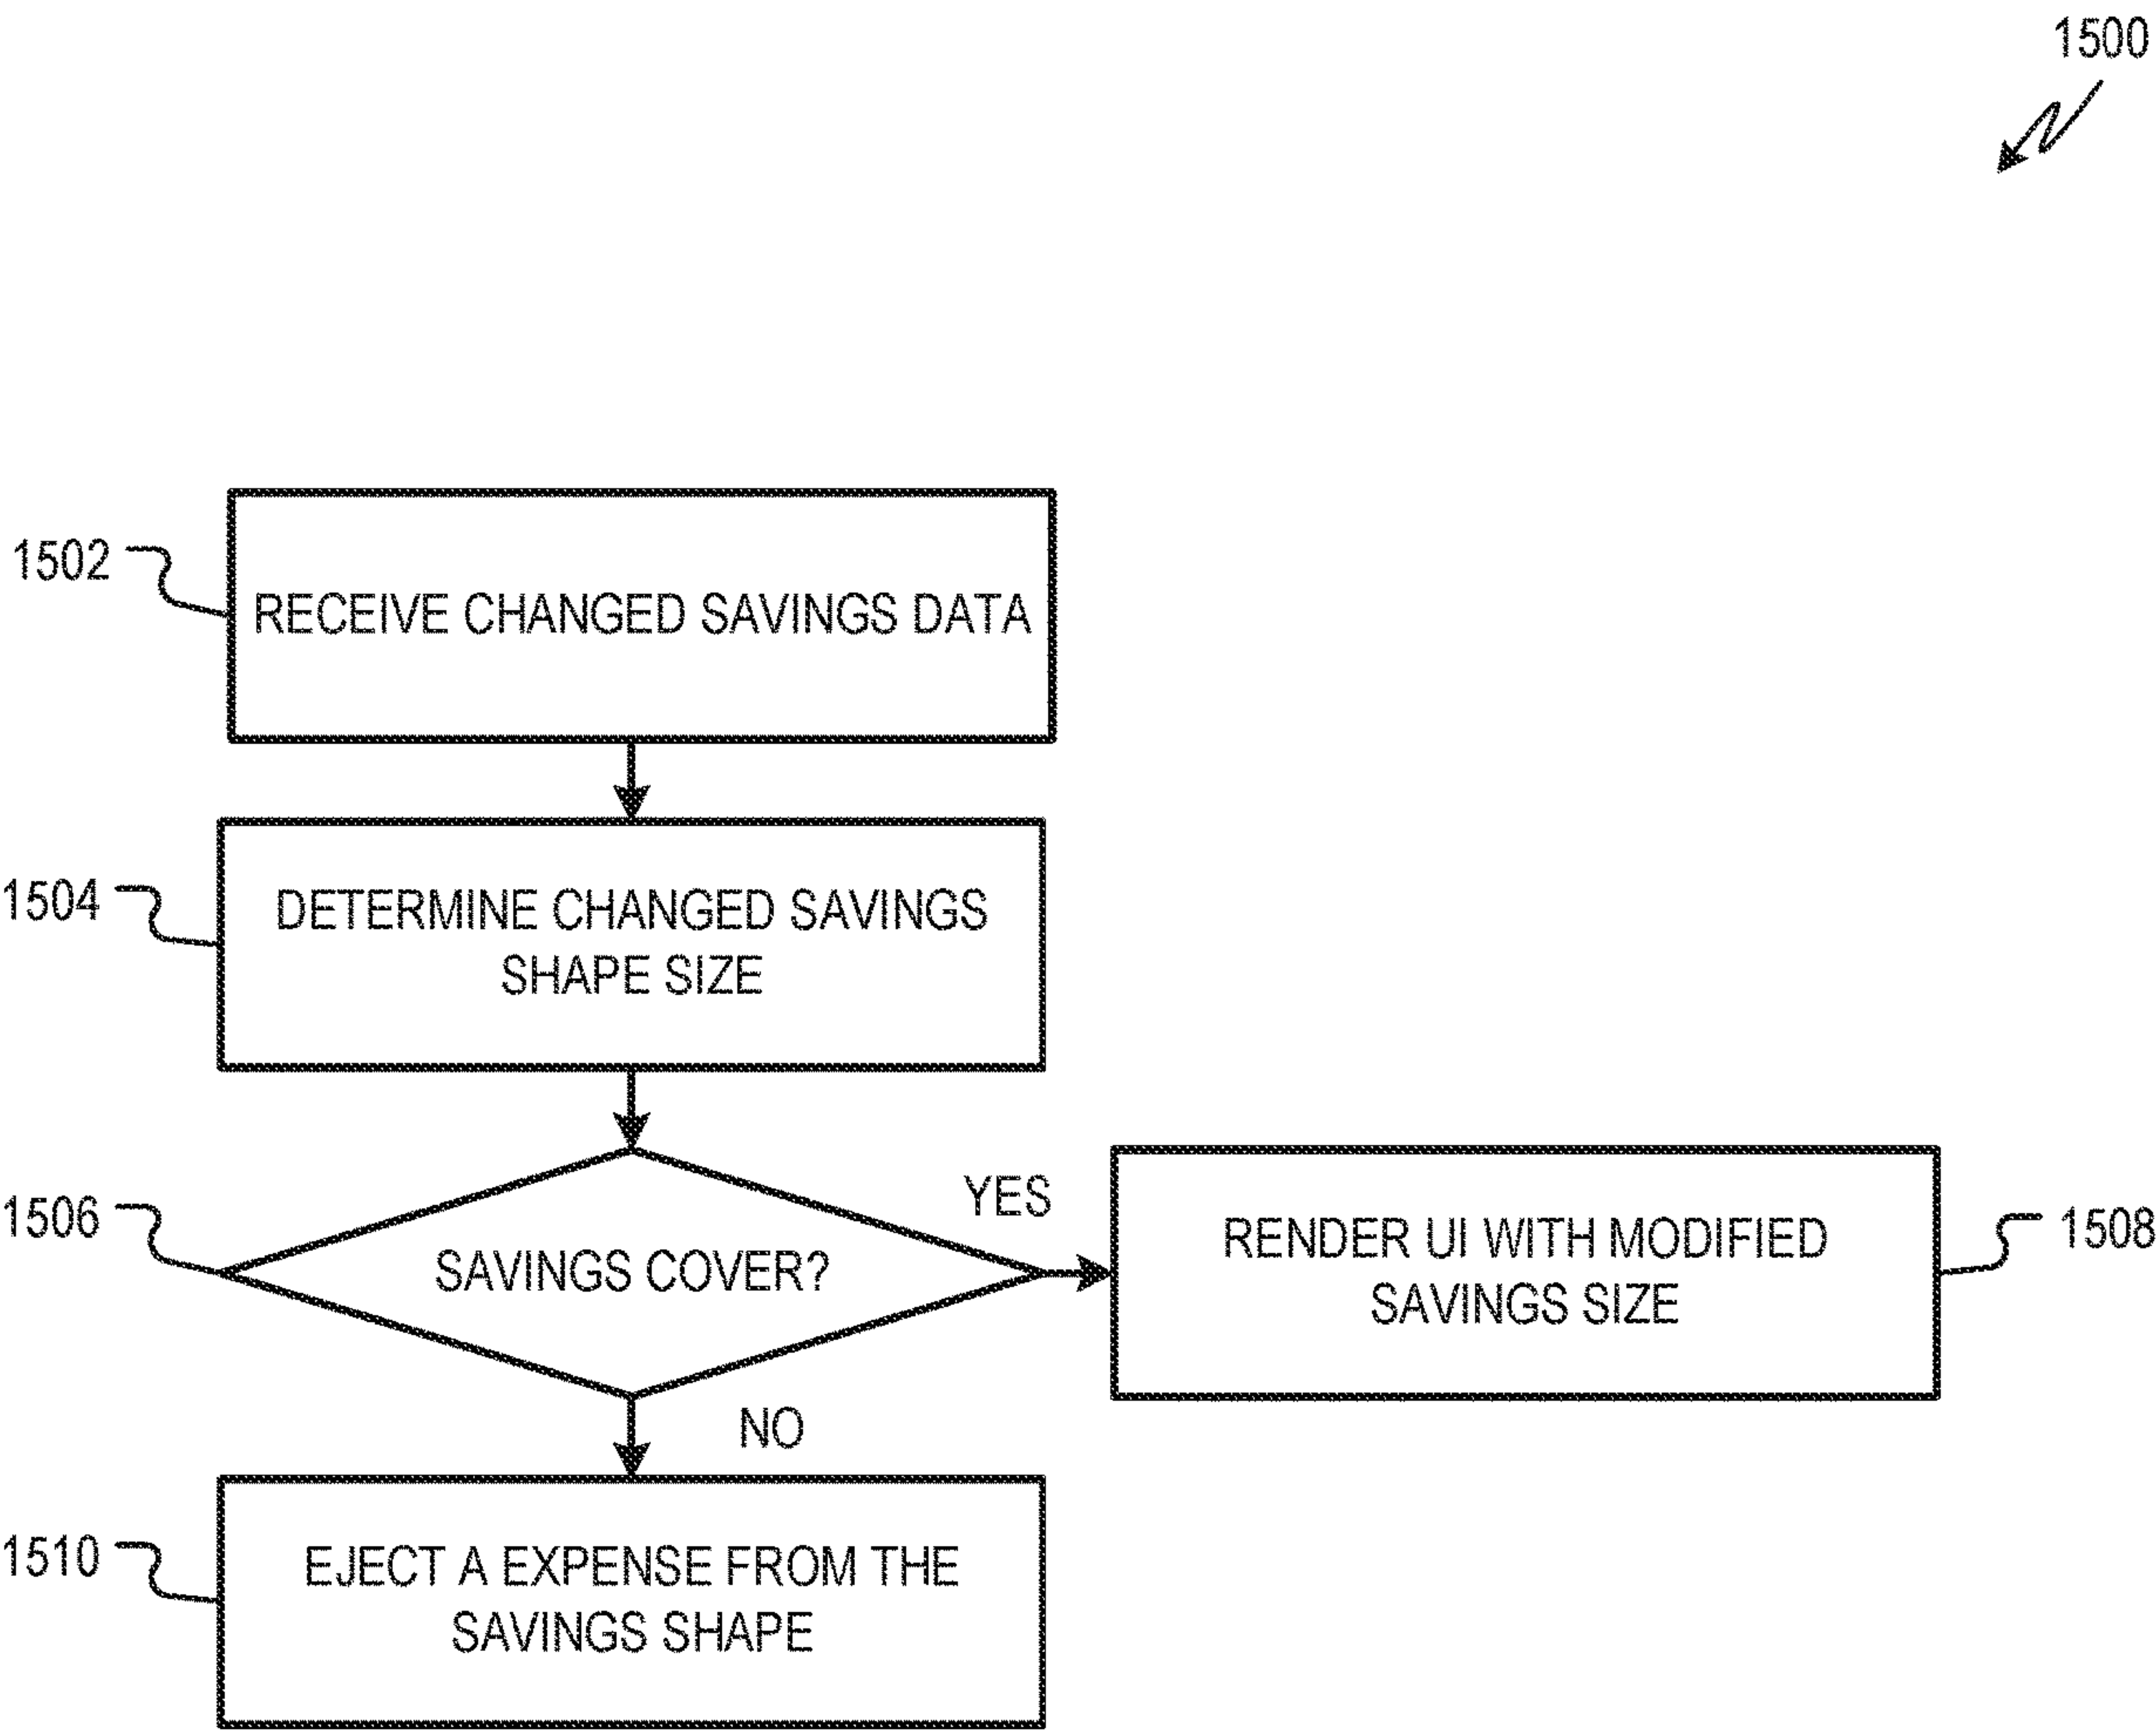 1500
1502
RECEIVE CHANGED SAVINGS DATA
1504
DETERMINE CHANGED SAVINGS
SHAPE SIZE
1506
SAVINGS COVER?
YES
RENDER UI WITH MODIFIED
SAVINGS SIZE
1508
NO
1510
EJECT A EXPENSE FROM THE
SAVINGS SHAPE